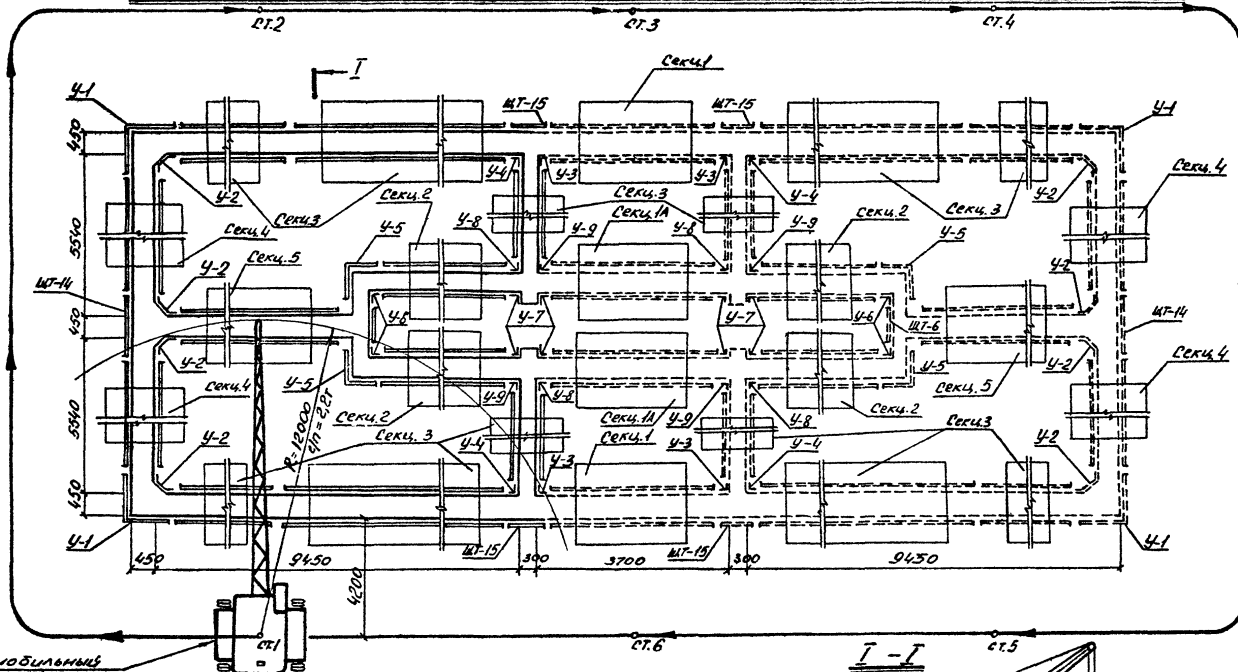 ст.2
ст.3
ст.4
I
Секц.1
У-1
ЩТ-15
ЩТ-15
У-1
450
У-2
Секц.3
У-4
У-3
Секц.3
У-3
У-4
Секц.3
У-2
Секц.4
Секц.2
Секц.1А
Секц.2
5540
Секц.4
У-5
У-8
У-9
У-8
У-9
У-5
У-2
Секц.5
У-2
ЩТ-14
450
У-6
У-7
У-7
У-6
ЩТ-6
ЩТ-14
У-2
У-5
У-5
Секц.5
У-2
Секц.4
5540
Секц.4
R=12000
г/п = 2,2т
Секц.2
У-9
У-8
Секц.1А
У-9
У-8
Секц.2
У-2
Секц.3
У-4
У-3
Секц.1
У-3
У-4
Секц.3
У-2
450
У-1
ЩТ-15
ЩТ-15
У-1
450
9450
300
3700
300
9450
4200
ст.1
ст.6
ст.5
мобильный
I - I